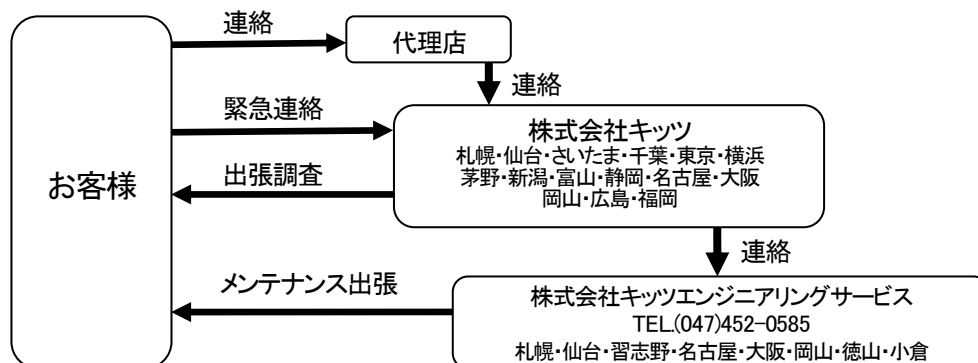 連絡
代理店
連絡
緊急連絡
お客様
出張調査
株式会社キッツ
札幌・仙台・さいたま・千葉・東京・横浜
茅野・新潟・富山・静岡・名古屋・大阪
岡山・広島・福岡
連絡
メンテナンス出張
株式会社キッツエンジニアリングサービス
TEL.(047)452-0585
札幌・仙台・習志野・名古屋・大阪・岡山・徳山・小倉